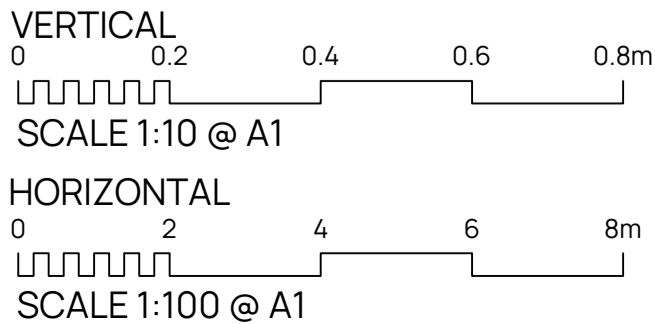 VERTICAL
0 0.2 0.4 0.6 0.8m
SCALE 1:10 @ A1
HORIZONTAL
0 2 4 6 8m
SCALE 1:100 @ A1